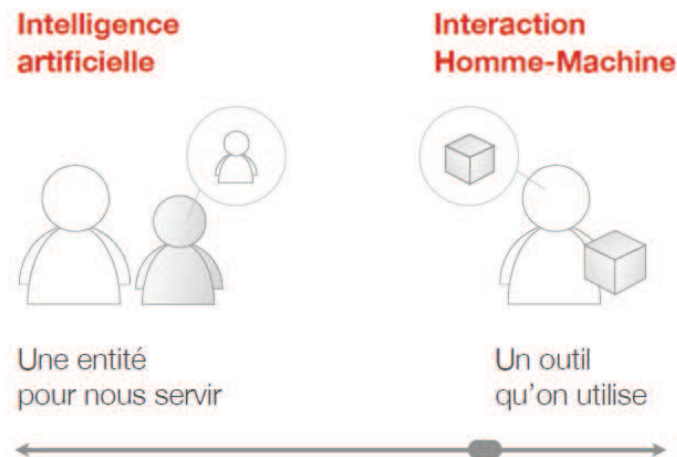 Intelligence
artificielle
Interaction
Homme-Machine
Une entité
pour nous servir
Un outil
qu'on utilise